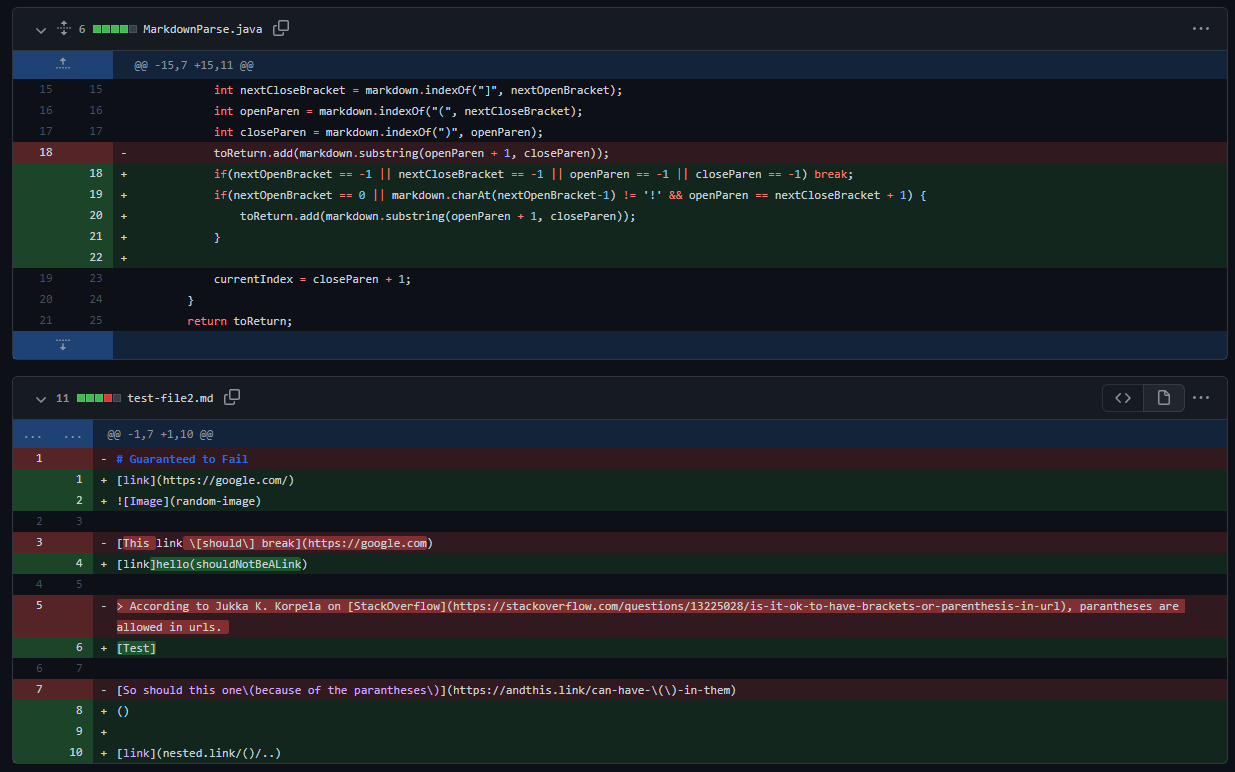 6 MarkdownParse.java ...
@@ -15,7 +15,11 @@
15 15 int nextCloseBracket = markdown.indexOf("]", nextOpenBracket);
16 16 int openParen = markdown.indexOf("(", nextCloseBracket);
17 17 int closeParen = markdown.indexOf(")", openParen);
18 - toReturn.add(markdown.substring(openParen + 1, closeParen));
18 + if(nextOpenBracket == -1 || nextCloseBracket == -1 || openParen == -1 || closeParen == -1) break;
19 + if(nextOpenBracket == 0 || markdown.charAt(nextOpenBracket-1) != '!' && openParen == nextCloseBracket + 1) {
20 + toReturn.add(markdown.substring(openParen + 1, closeParen));
21 + }
22 +
19 23 currentIndex = closeParen + 1;
20 24 }
21 25 return toReturn;
11 test-file2.md <> ...
... ... @@ -1,7 +1,10 @@
1 - # Guaranteed to Fail
1 + [link](https://google.com/)
2 + ![Image](random-image)
2 3
3 - [This link \[should\] break](https://google.com)
4 + [link]hello(shouldNotBeALink)
4 5
5 - > According to Jukka K. Korpela on [StackOverflow](https://stackoverflow.com/questions/13225028/is-it-ok-to-have-brackets-or-parenthesis-in-url), parantheses are
allowed in urls.
6 + [Test]
6 7
7 - [So should this one\(because of the parantheses\)](https://andthis.link/can-have-\(\)-in-them)
8 + ()
9 +
10 + [link](nested.link/()/..)